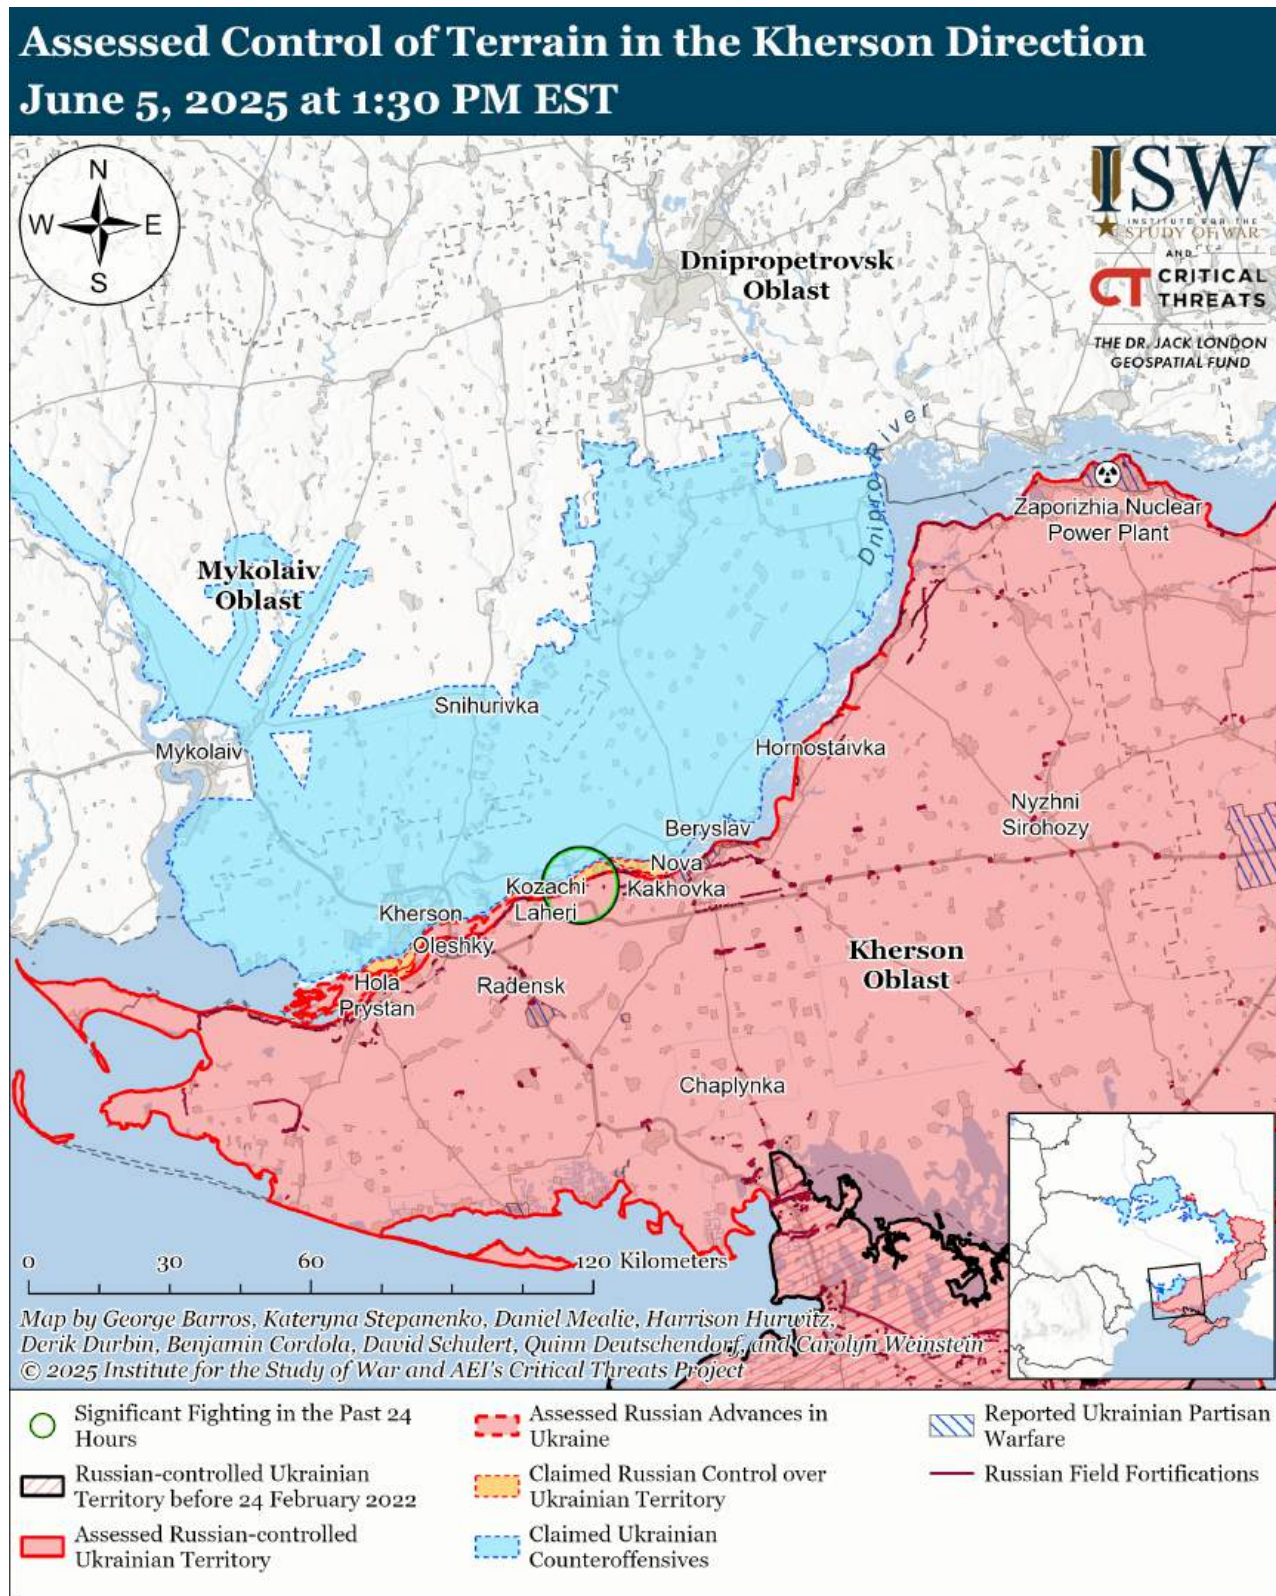 Assessed Control of Terrain in the Kherson Direction
June 5, 2025 at 1:30 PM EST
N
W
E
S
ISW
INSTITUTE FOR THE
STUDY OF WAR
AND
CT CRITICAL
THREATS
THE DR. JACK LONDON
GEOSPATIAL FUND
Dnipropetrovsk
Oblast
Dnipro River
Zaporizhia Nuclear
Power Plant
Mykolaiv
Oblast
Snihurivka
Mykolaiv
Hornostaivka
Nyzhni
Sirohozy
Beryslav
Nova
Kakhovka
Kozachi
Laheri
Kherson
Oleshky
Kherson
Oblast
Hola
Prystan
Radensk
Chaplynka
0
30
60
120 Kilometers
Map by George Barros, Kateryna Stepanenko, Daniel Mealie, Harrison Hurwitz,
Derik Durbin, Benjamin Cordola, David Schulert, Quinn Deutschendorf, and Carolyn Weinstein
© 2025 Institute for the Study of War and AEI's Critical Threats Project
Significant Fighting in the Past 24
Hours
Russian-controlled Ukrainian
Territory before 24 February 2022
Assessed Russian-controlled
Ukrainian Territory
Assessed Russian Advances in
Ukraine
Claimed Russian Control over
Ukrainian Territory
Claimed Ukrainian
Counteroffensives
Reported Ukrainian Partisan
Warfare
Russian Field Fortifications